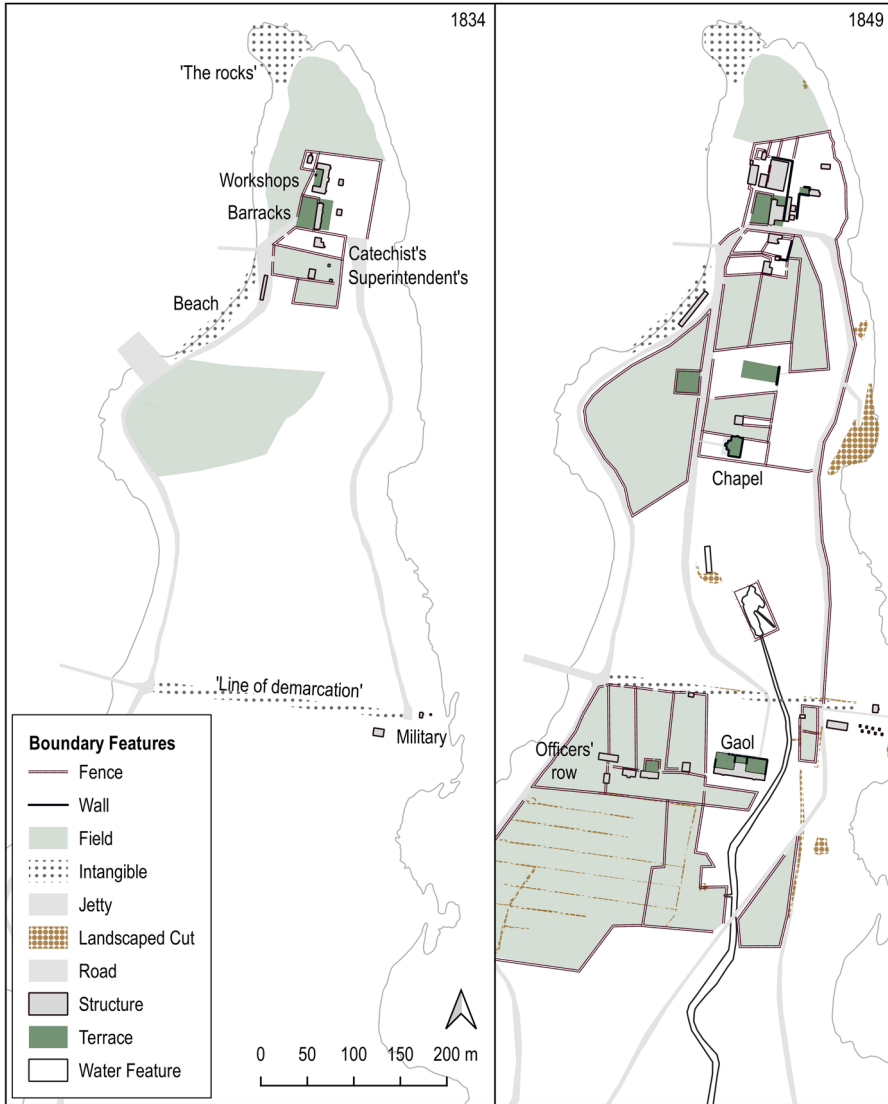 1834
'The rocks'
Workshops
Barracks
Catechist's
Superintendent's
Beach
'Line of demarcation'
Military
Boundary Features
Fence
Wall
Field
Intangible
Jetty
Landscaped Cut
Road
Structure
Terrace
Water Feature
0 50 100 150 200 m
1849
Chapel
Officers'
row
Gaol